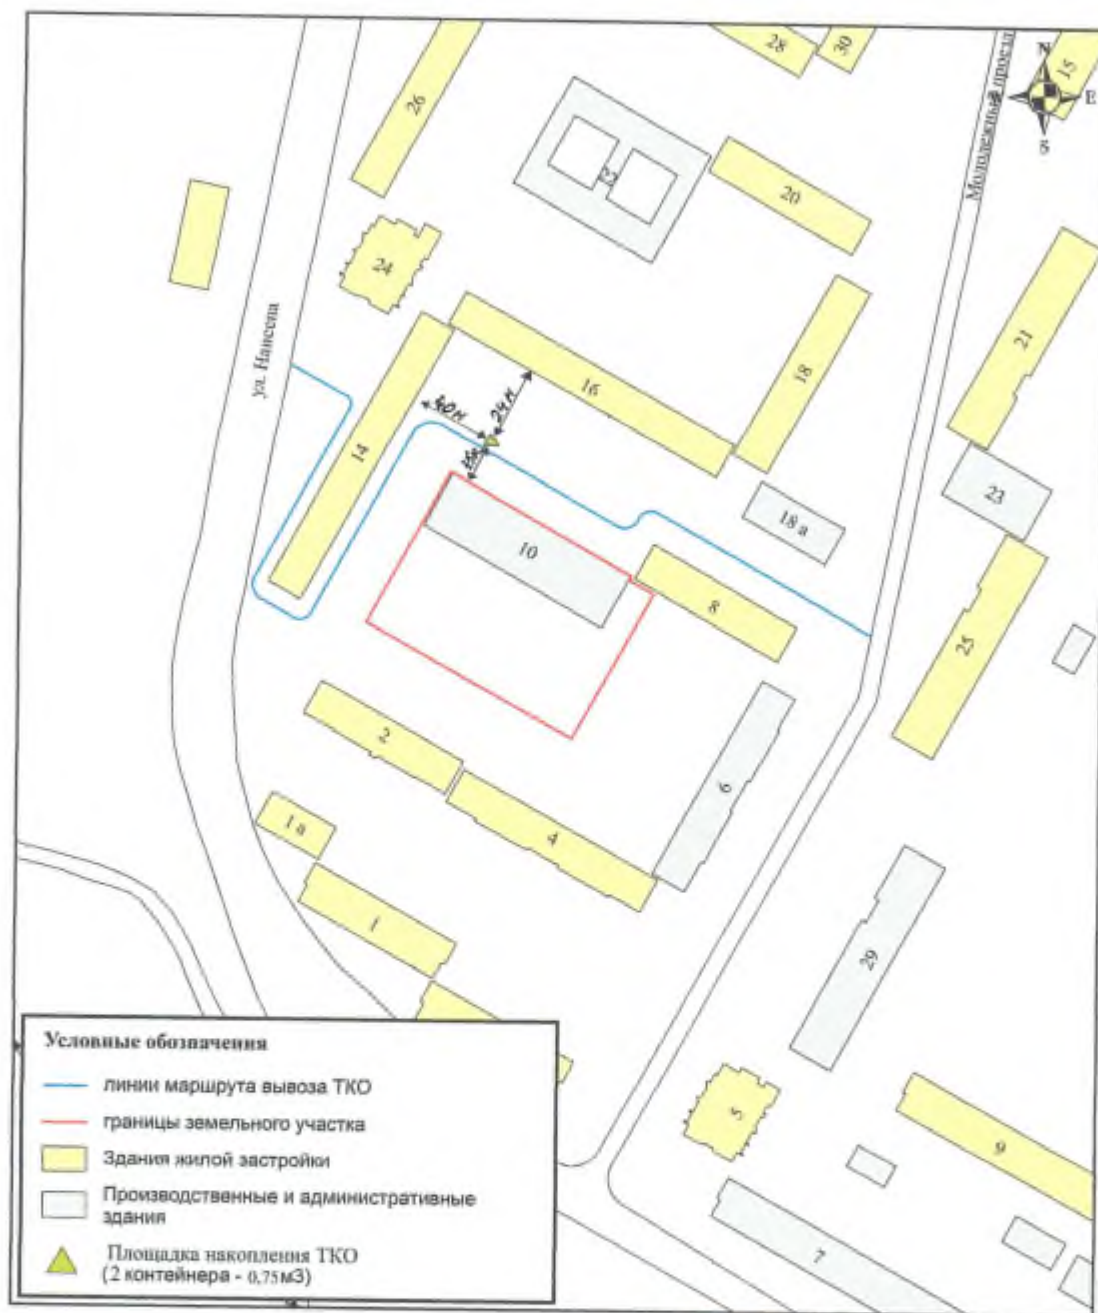 28
30
15
N
E
S
26
Молодежный проезд
22
20
24
ул. Нансена
21
16
18
40м
24м
14
15м
23
18 а
10
8
25
2
6
1 а
4
1
29
5
9
7
Условные обозначения
линии маршрута вывоза ТКО
границы земельного участка
Здания жилой застройки
Производственные и административные
здания
Площадка накопления ТКО
(2 контейнера - 0,75м3)